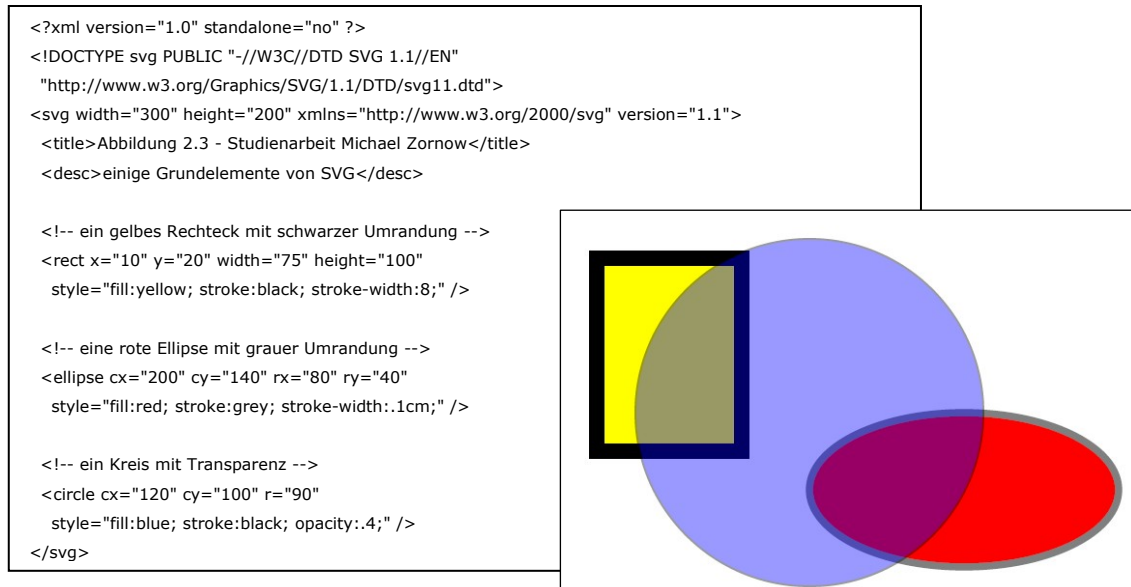 <?xml version="1.0" standalone="no" ?>
<!DOCTYPE svg PUBLIC "-//W3C//DTD SVG 1.1//EN"
"http://www.w3.org/Graphics/SVG/1.1/DTD/svg11.dtd">
<svg width="300" height="200" xmlns="http://www.w3.org/2000/svg" version="1.1">
<title>Abbildung 2.3 - Studienarbeit Michael Zornow</title>
<desc>einige Grundelemente von SVG</desc>
<!-- ein gelbes Rechteck mit schwarzer Umrandung -->
<rect x="10" y="20" width="75" height="100"
style="fill:yellow; stroke:black; stroke-width:8;" />
<!-- eine rote Ellipse mit grauer Umrandung -->
<ellipse cx="200" cy="140" rx="80" ry="40"
style="fill:red; stroke:grey; stroke-width:.1cm;" />
<!-- ein Kreis mit Transparenz -->
<circle cx="120" cy="100" r="90"
style="fill:blue; stroke:black; opacity:.4;" />
</svg>